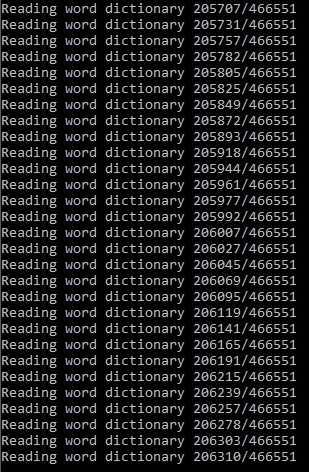 Reading word dictionary 205707/466551
Reading word dictionary 205731/466551
Reading word dictionary 205757/466551
Reading word dictionary 205782/466551
Reading word dictionary 205805/466551
Reading word dictionary 205825/466551
Reading word dictionary 205849/466551
Reading word dictionary 205872/466551
Reading word dictionary 205893/466551
Reading word dictionary 205918/466551
Reading word dictionary 205944/466551
Reading word dictionary 205961/466551
Reading word dictionary 205977/466551
Reading word dictionary 205992/466551
Reading word dictionary 206007/466551
Reading word dictionary 206027/466551
Reading word dictionary 206045/466551
Reading word dictionary 206069/466551
Reading word dictionary 206095/466551
Reading word dictionary 206119/466551
Reading word dictionary 206141/466551
Reading word dictionary 206165/466551
Reading word dictionary 206191/466551
Reading word dictionary 206215/466551
Reading word dictionary 206239/466551
Reading word dictionary 206257/466551
Reading word dictionary 206278/466551
Reading word dictionary 206303/466551
Reading word dictionary 206310/466551